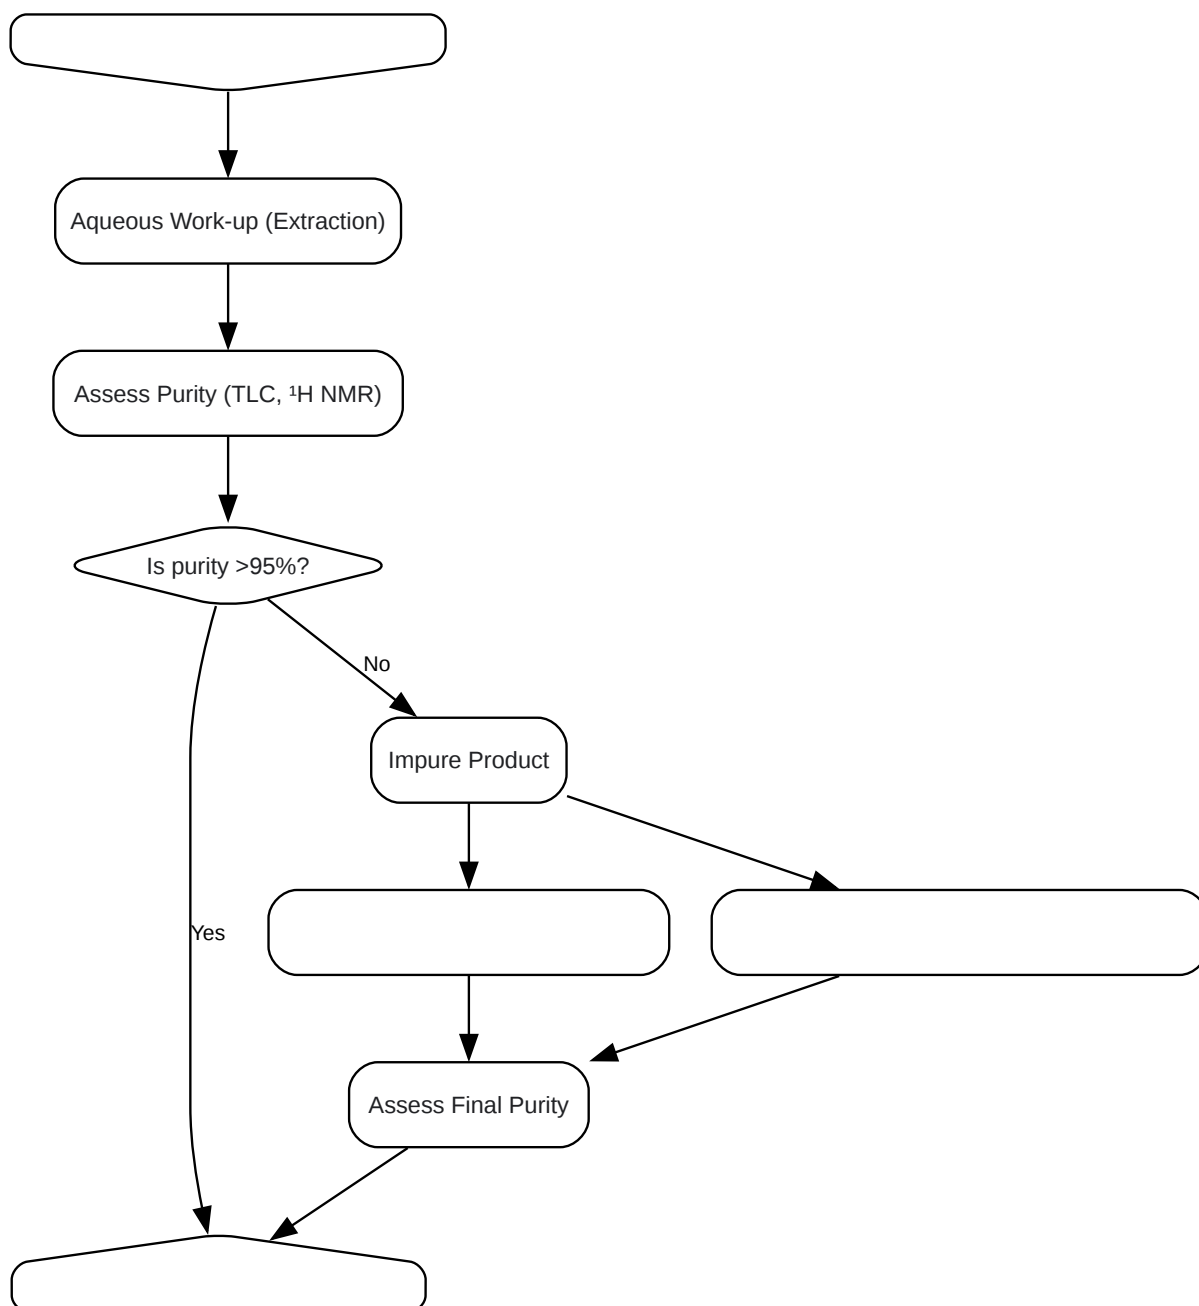 Aqueous Work-up (Extraction)
Assess Purity (TLC, ¹H NMR)
Is purity >95%?
No
Impure Product
Yes
Assess Final Purity